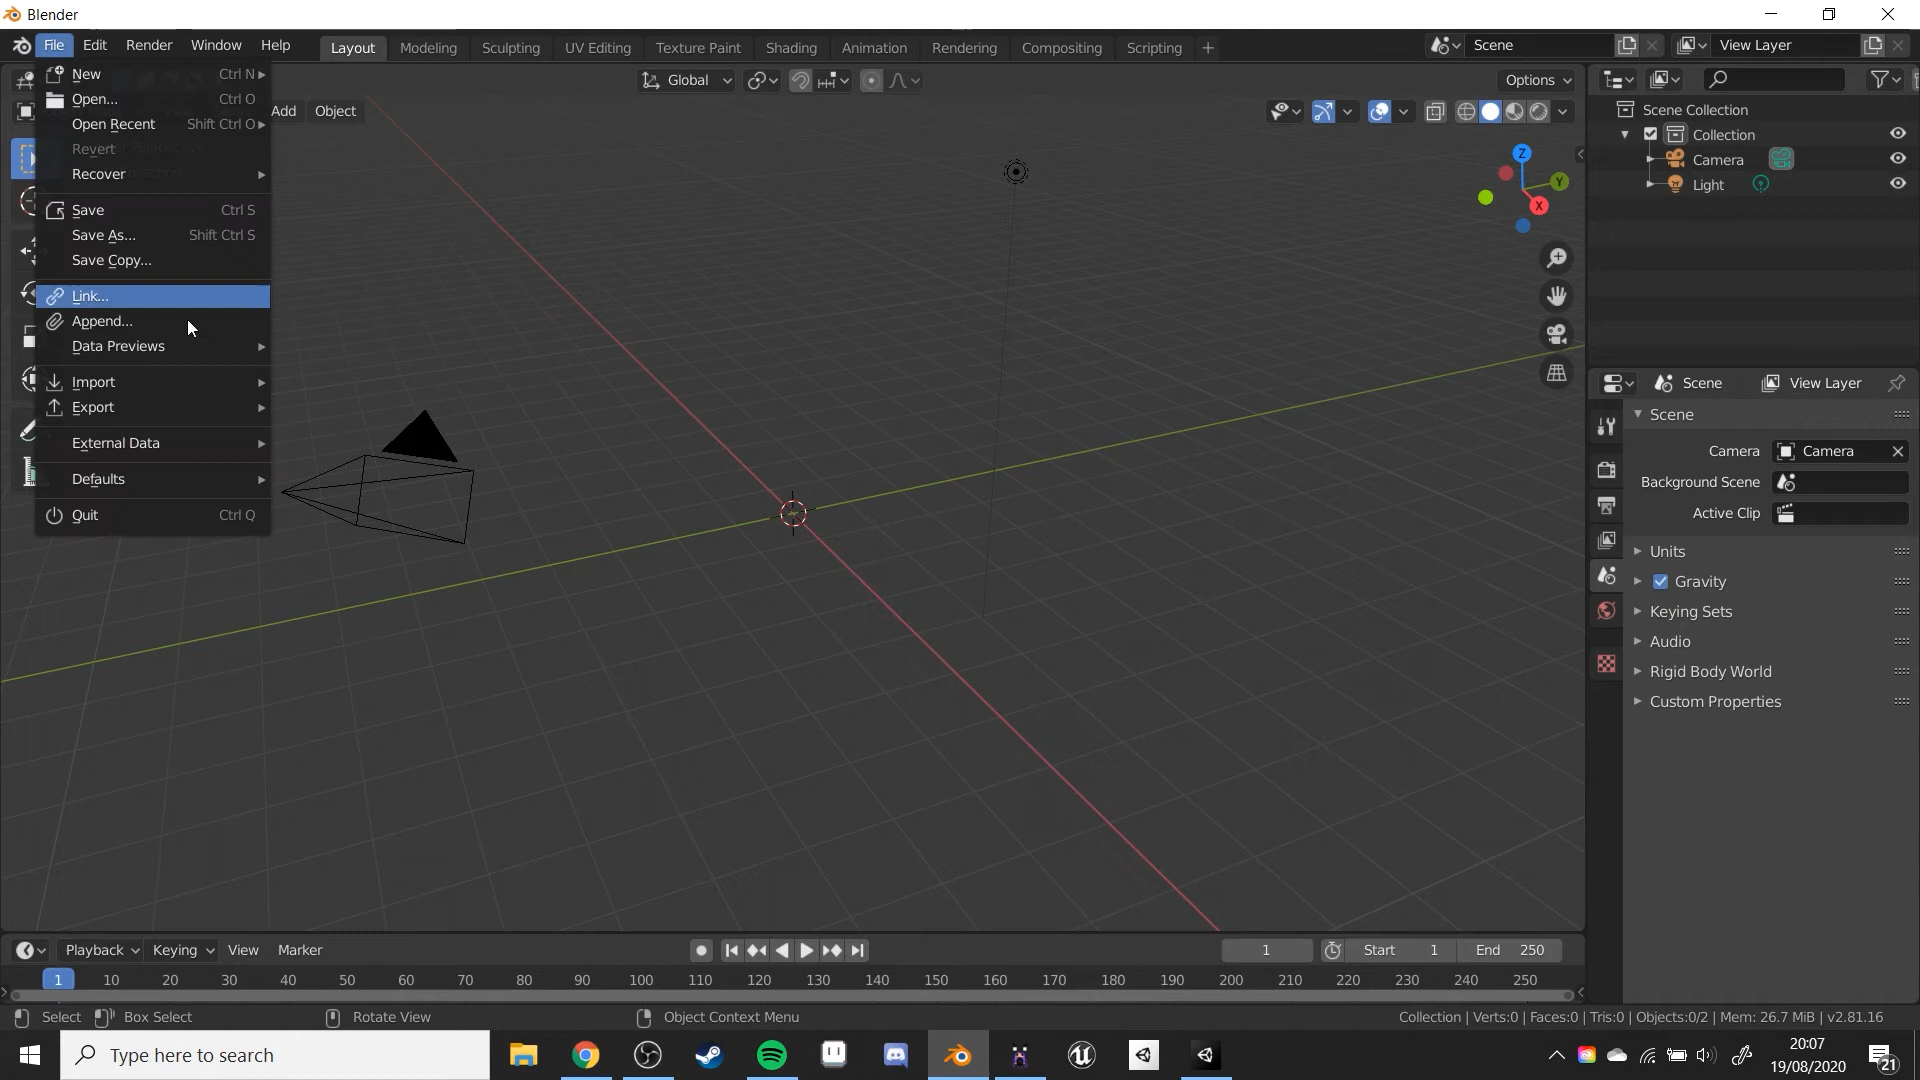 Blender
File Edit Render Window Help Layout Modeling Sculpting UV Editing Texture Paint Shading Animation Rendering Compositing Scripting + Scene View Layer
New Ctrl N
Open... Ctrl O
Open Recent Shift Ctrl O
Revert
Recover
Save Ctrl S
Save As... Shift Ctrl S
Save Copy...
Link...
Append...
Data Previews
Import
Export
External Data
Defaults
Quit Ctrl Q
Global Options
Add Object
Z
Y
X
Scene Collection
Collection
Camera
Light
Scene View Layer
Scene
Camera Camera
Background Scene
Active Clip
Units
Gravity
Keying Sets
Audio
Rigid Body World
Custom Properties
Playback Keying View Marker 1 Start 1 End 250
1 10 20 30 40 50 60 70 80 90 100 110 120 130 140 150 160 170 180 190 200 210 220 230 240 250
Select Box Select Rotate View Object Context Menu Collection | Verts:0 | Faces:0 | Tris:0 | Objects:0/2 | Mem: 26.7 MiB | v2.81.16
Type here to search
20:07
19/08/2020
21